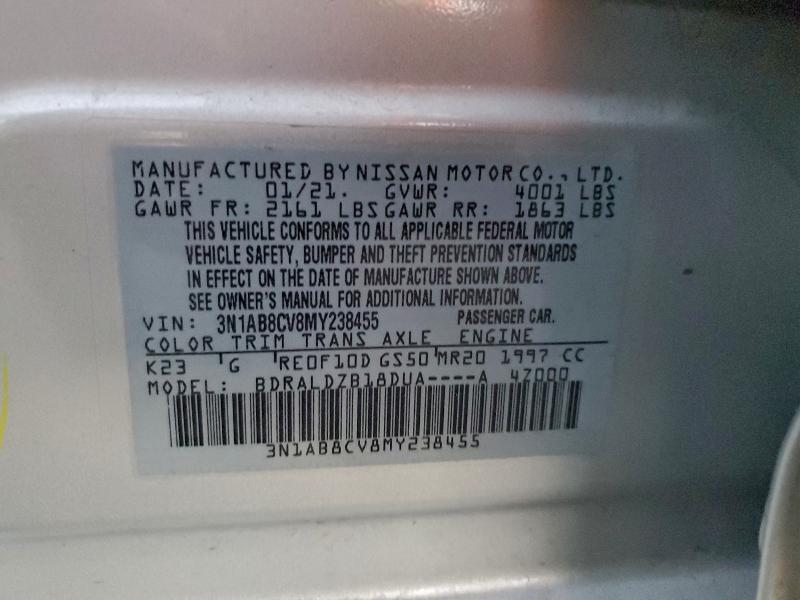 MANUFACTURED BY NISSAN MOTOR CO., LTD.
DATE: 01/21. GVWR: 4001 LBS
GAWR FR: 2161 LBS GAWR RR: 1863 LBS
THIS VEHICLE CONFORMS TO ALL APPLICABLE FEDERAL MOTOR
VEHICLE SAFETY, BUMPER AND THEFT PREVENTION STANDARDS
IN EFFECT ON THE DATE OF MANUFACTURE SHOWN ABOVE.
SEE OWNER'S MANUAL FOR ADDITIONAL INFORMATION.
VIN: 3N1AB8CV8MY238455 PASSENGER CAR.
COLOR TRIM TRANS AXLE ENGINE
K23 'G RE0F10D GS50'MR20 1997 CC
MODEL: BDRALDZB18DUA----A 4Z000
3N1AB8CV8MY238455